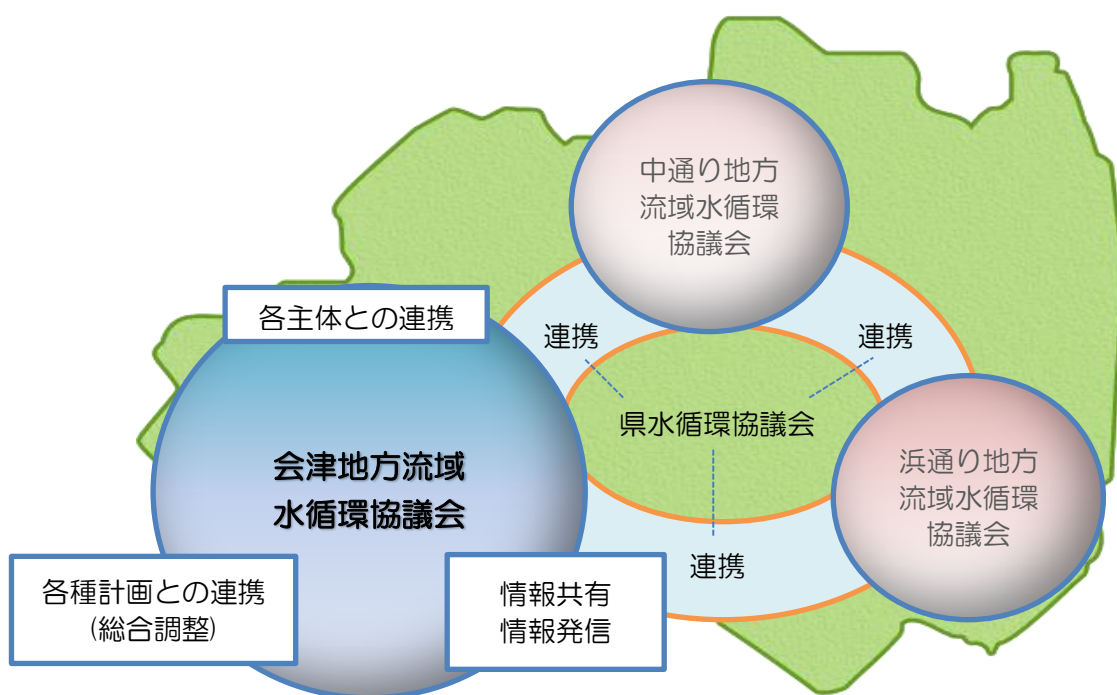 中通り地方
流域水循環
協議会
各主体との連携
連携
連携
県水循環協議会
会津地方流域
水循環協議会
浜通り地方
流域水循環
協議会
連携
各種計画との連携
(総合調整)
情報共有
情報発信